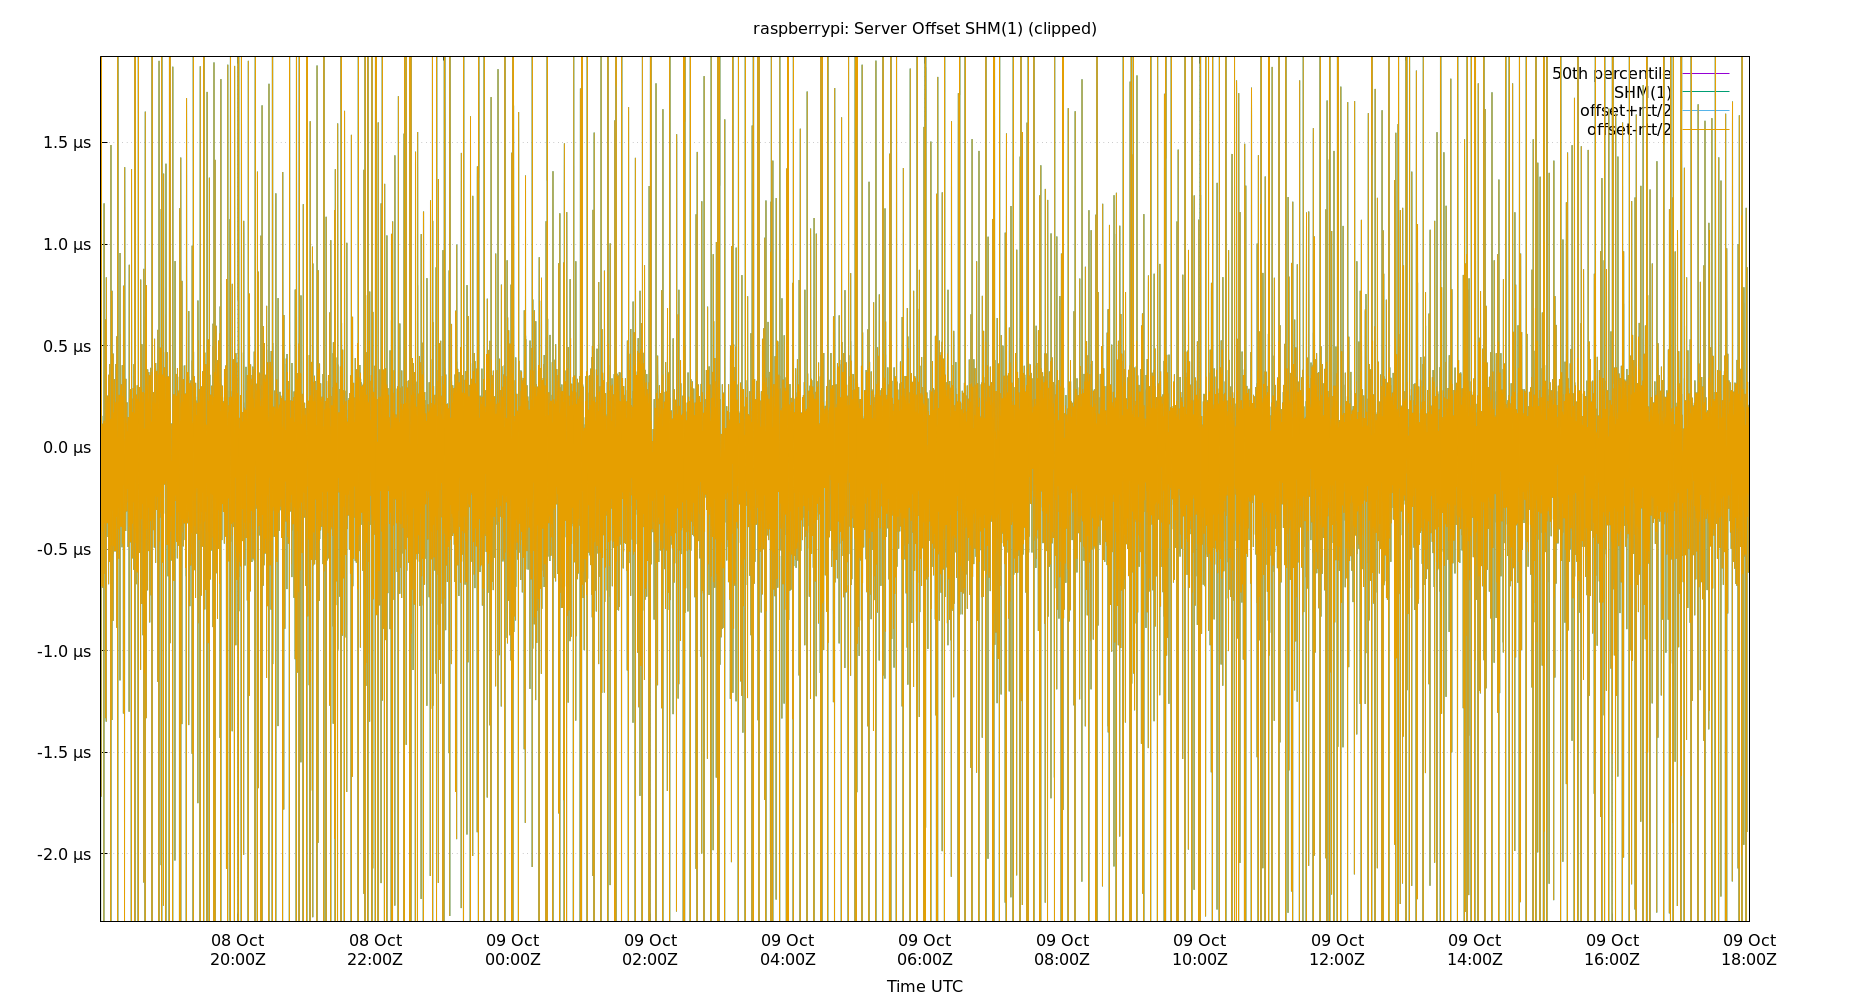 raspberrypi: Server Offset SHM(1) (clipped)
50th percentile
SHM(1)
offset+rtt/2
offset-rtt/2
1.5 µs
1.0 µs
0.5 µs
0.0 µs
-0.5 µs
-1.0 µs
-1.5 µs
-2.0 µs
08 Oct 08 Oct 09 Oct 09 Oct 09 Oct 09 Oct 09 Oct 09 Oct 09 Oct 09 Oct 09 Oct 09 Oct
20:00Z 22:00Z 00:00Z 02:00Z 04:00Z 06:00Z 08:00Z 10:00Z 12:00Z 14:00Z 16:00Z 18:00Z
Time UTC